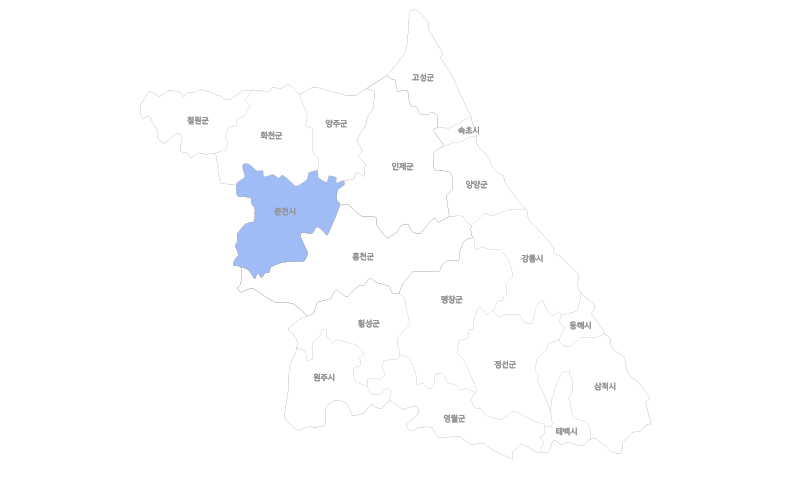 고성군
철원군
양주군
속초시
화천군
인제군
양양군
춘천시
홍천군
강릉시
평창군
횡성군
동해시
정선군
원주시
삼척시
영월군
태백시